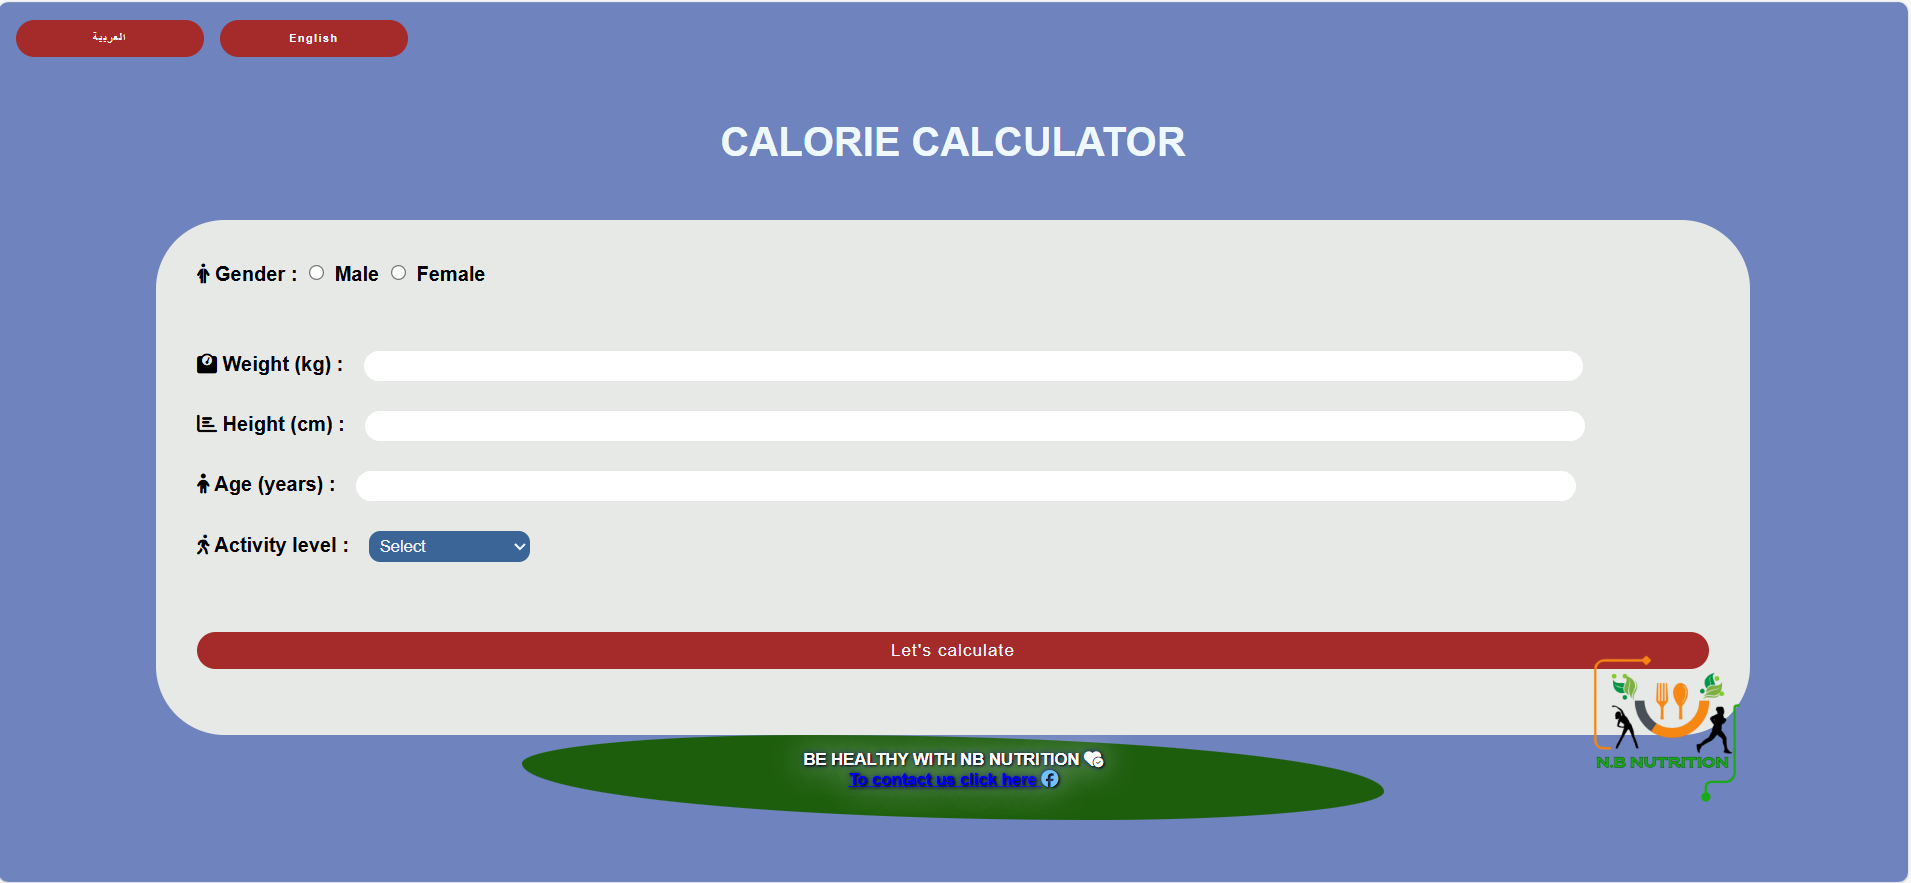 العربية
English
CALORIE CALCULATOR
Gender : Male Female
Weight (kg) :
Height (cm) :
Age (years) :
Activity level : Select
Let's calculate
N.B NUTRITION
BE HEALTHY WITH NB NUTRITION
To contact us click here